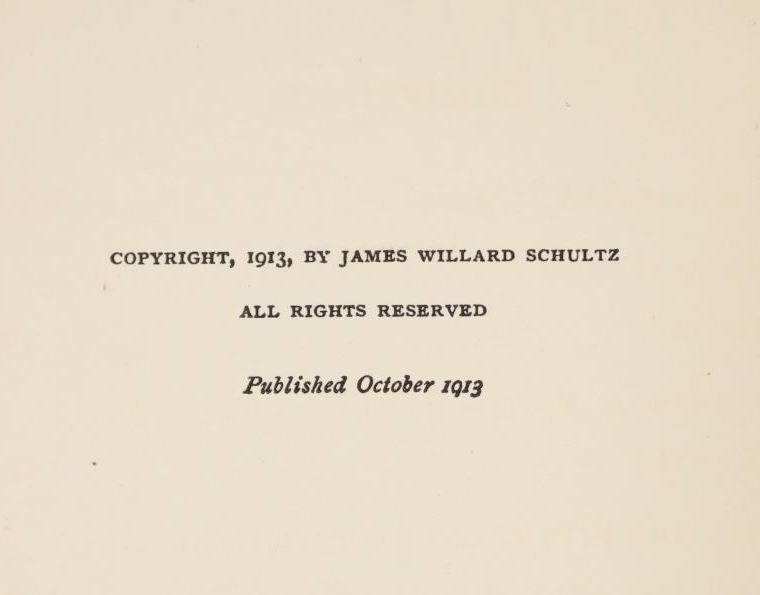 COPYRIGHT, 1913, BY JAMES WILLARD SCHULTZ
ALL RIGHTS RESERVED
Published October 1913